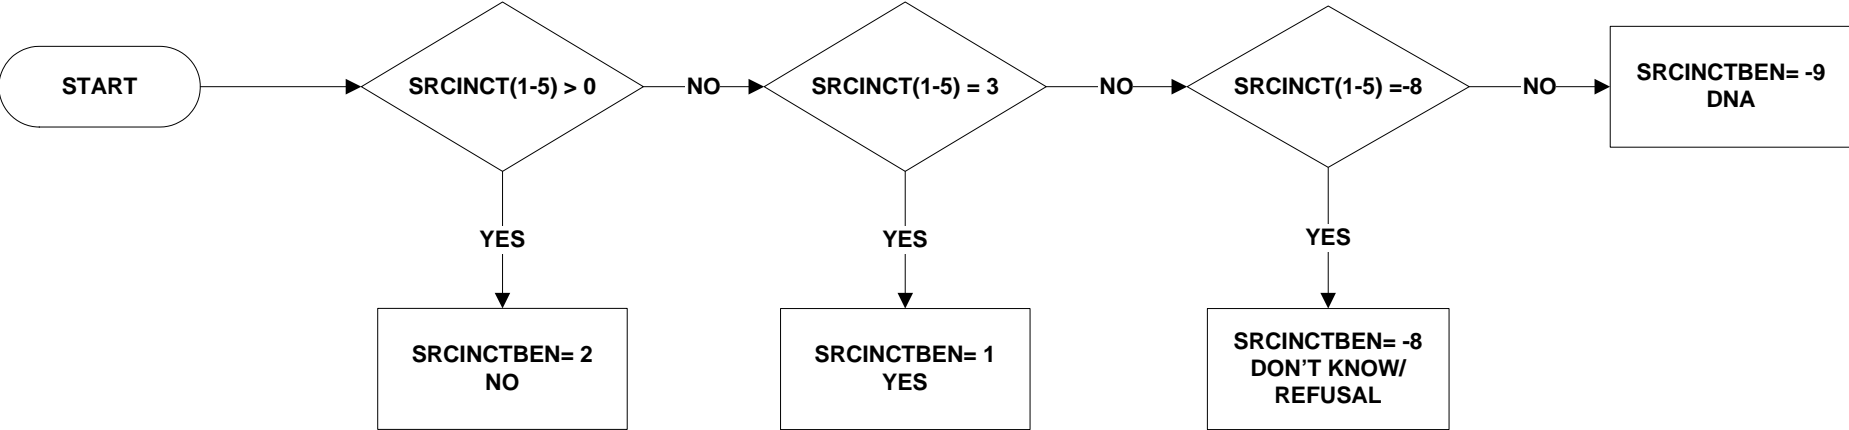 START
SRCINCT(1-5) > 0
NO
SRCINCT(1-5) = 3
NO
SRCINCT(1-5) =-8
NO
SRCINCTBEN= -9
DNA
YES
YES
YES
SRCINCTBEN= 2
NO
SRCINCTBEN= 1
YES
SRCINCTBEN= -8
DON'T KNOW/
REFUSAL